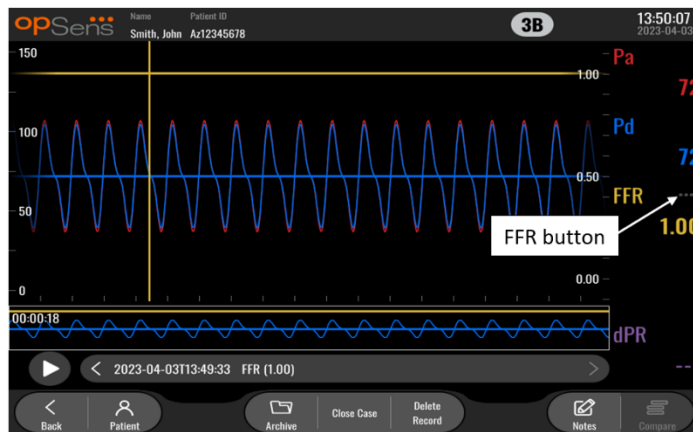 opSens
Name
Patient ID
Smith, John
Az12345678
3B
13:50:07
2023-04-03
150
100
50
0
1.00
0.50
0.00
Pa
72
Pd
72
FFR
---
1.00
FFR button
00:00:18
dPR
--
2023-04-03T13:49:33 FFR (1.00)
Back
Patient
Archive
Close Case
Delete
Record
Notes
Compare